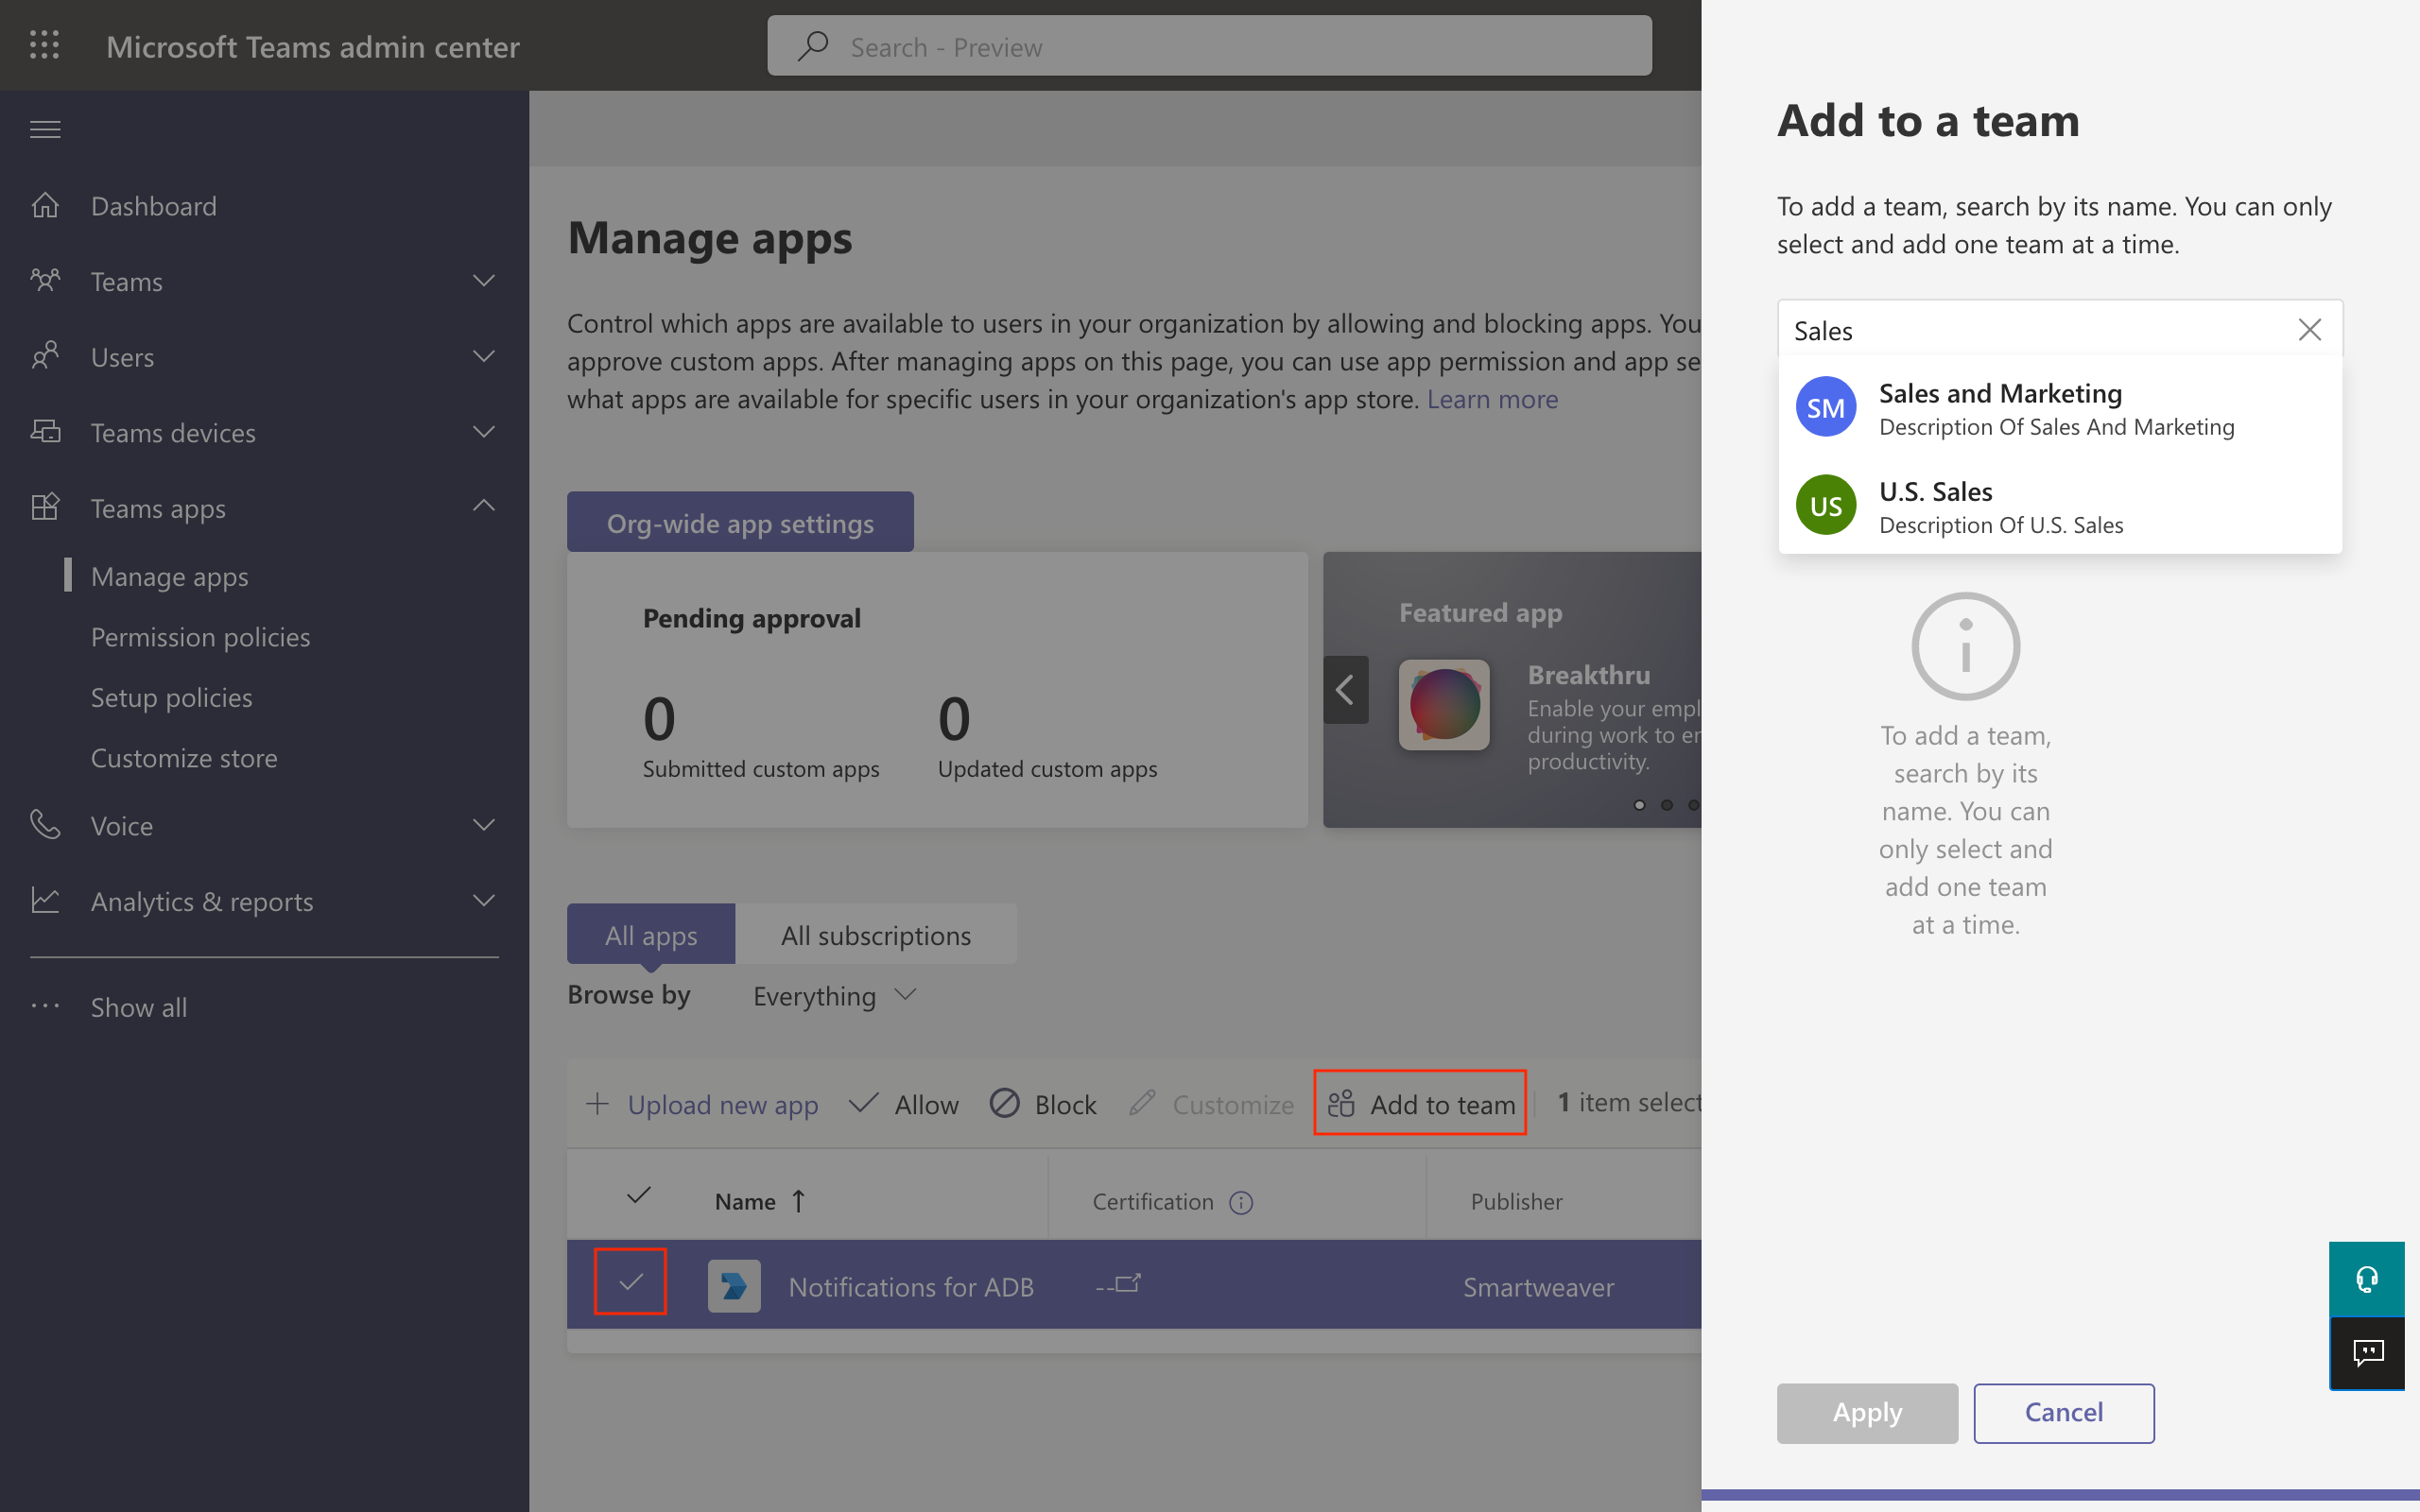 Microsoft Teams admin center
Search - Preview
Dashboard
Teams
Users
Teams devices
Teams apps
Manage apps
Permission policies
Setup policies
Customize store
Voice
Analytics & reports
Show all
Manage apps
Control which apps are available to users in your organization by allowing and blocking apps. You
approve custom apps. After managing apps on this page, you can use app permission and app se
what apps are available for specific users in your organization's app store. Learn more
Org-wide app settings
Pending approval
0
Submitted custom apps
0
Updated custom apps
Featured app
Breakthru
Enable your empl
during work to er
productivity.
All apps
All subscriptions
Browse by
Everything
Upload new app
Allow
Block
Customize
Add to team
1 item select
Name
Certification
Publisher
Notifications for ADB
--
Smartweaver
Add to a team
To add a team, search by its name. You can only
select and add one team at a time.
Sales
SM
Sales and Marketing
Description Of Sales And Marketing
US
U.S. Sales
Description Of U.S. Sales
To add a team,
search by its
name. You can
only select and
add one team
at a time.
Apply
Cancel